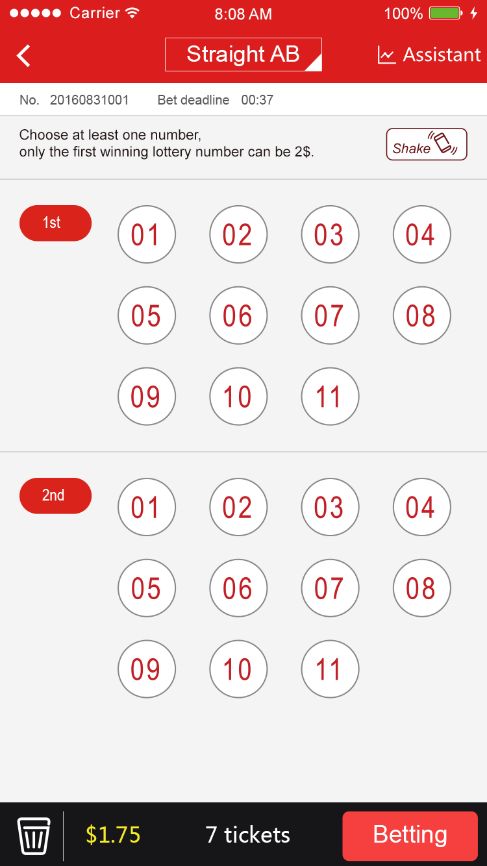 Carrier 8:08 AM 100%
Straight AB Assistant
No. 20160831001 Bet deadline 00:37
Choose at least one number,
only the first winning lottery number can be 2$.
Shake
1st 01 02 03 04
05 06 07 08
09 10 11
2nd 01 02 03 04
05 06 07 08
09 10 11
$1.75 7 tickets Betting